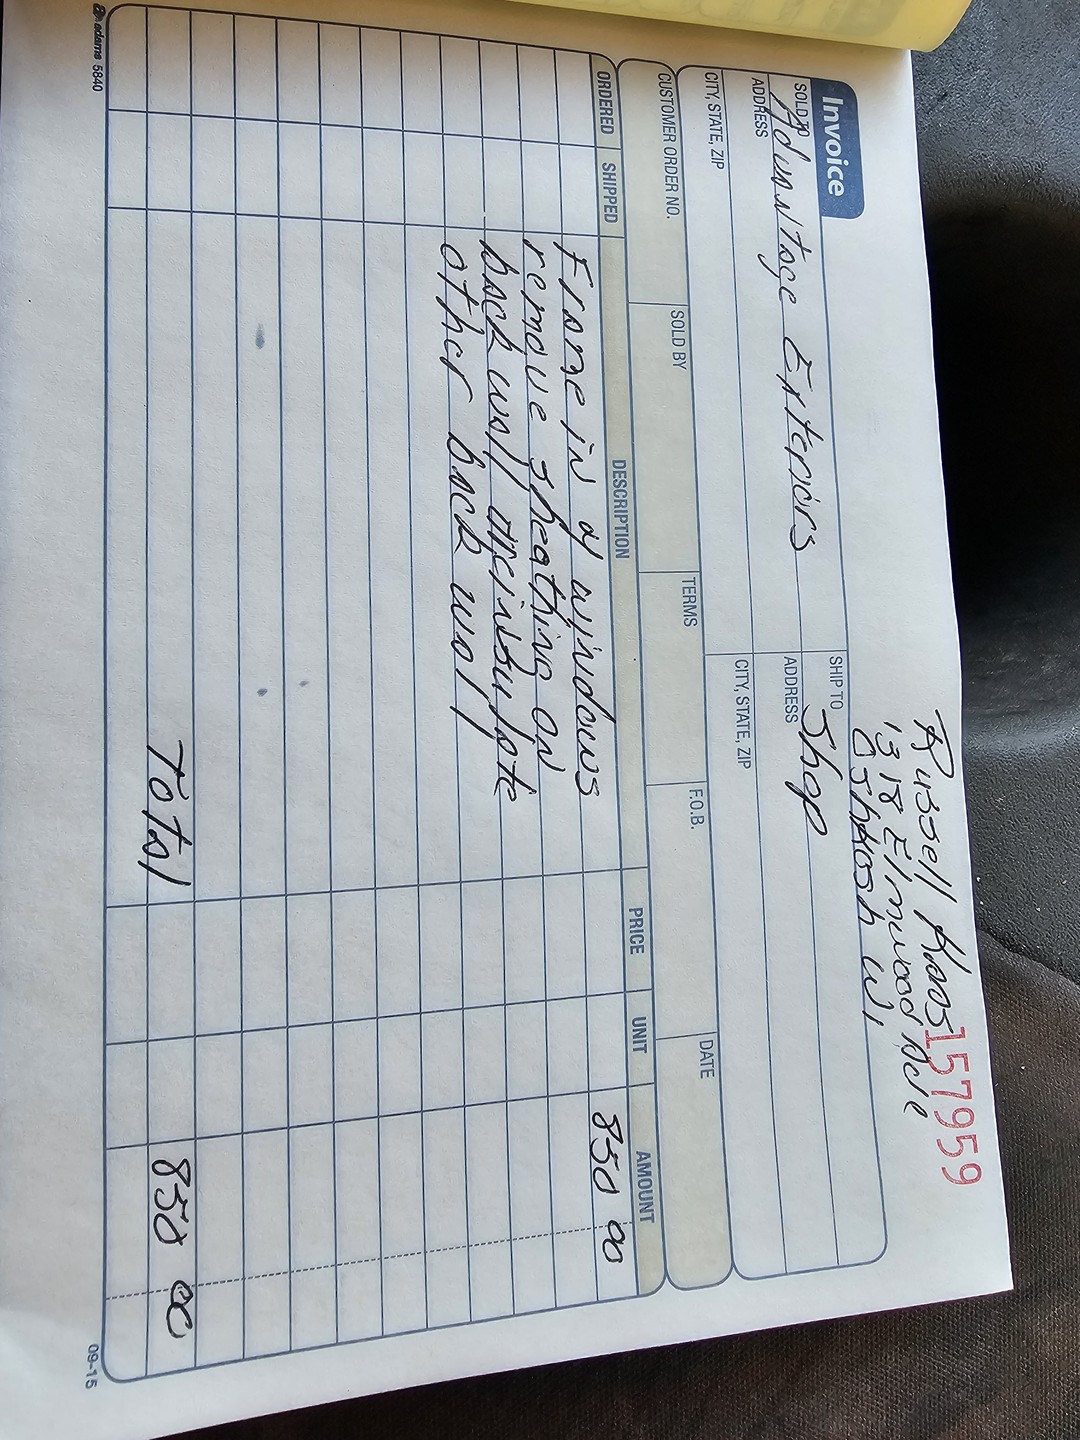 Russell Koos
157959
1318 Elmwood Ave
Oshkosh Wi,
Invoice
SOLD TO Advantage Exteriors
SHIP TO Shop
ADDRESS
ADDRESS
CITY, STATE, ZIP
CITY, STATE, ZIP
CUSTOMER ORDER NO. SOLD BY TERMS F.O.B. DATE
ORDERED SHIPPED DESCRIPTION PRICE UNIT AMOUNT
Frame in 4 windows 850 00
remove sheathing on
back wall
other back wall
Total 850 00
adams 5840
09-15